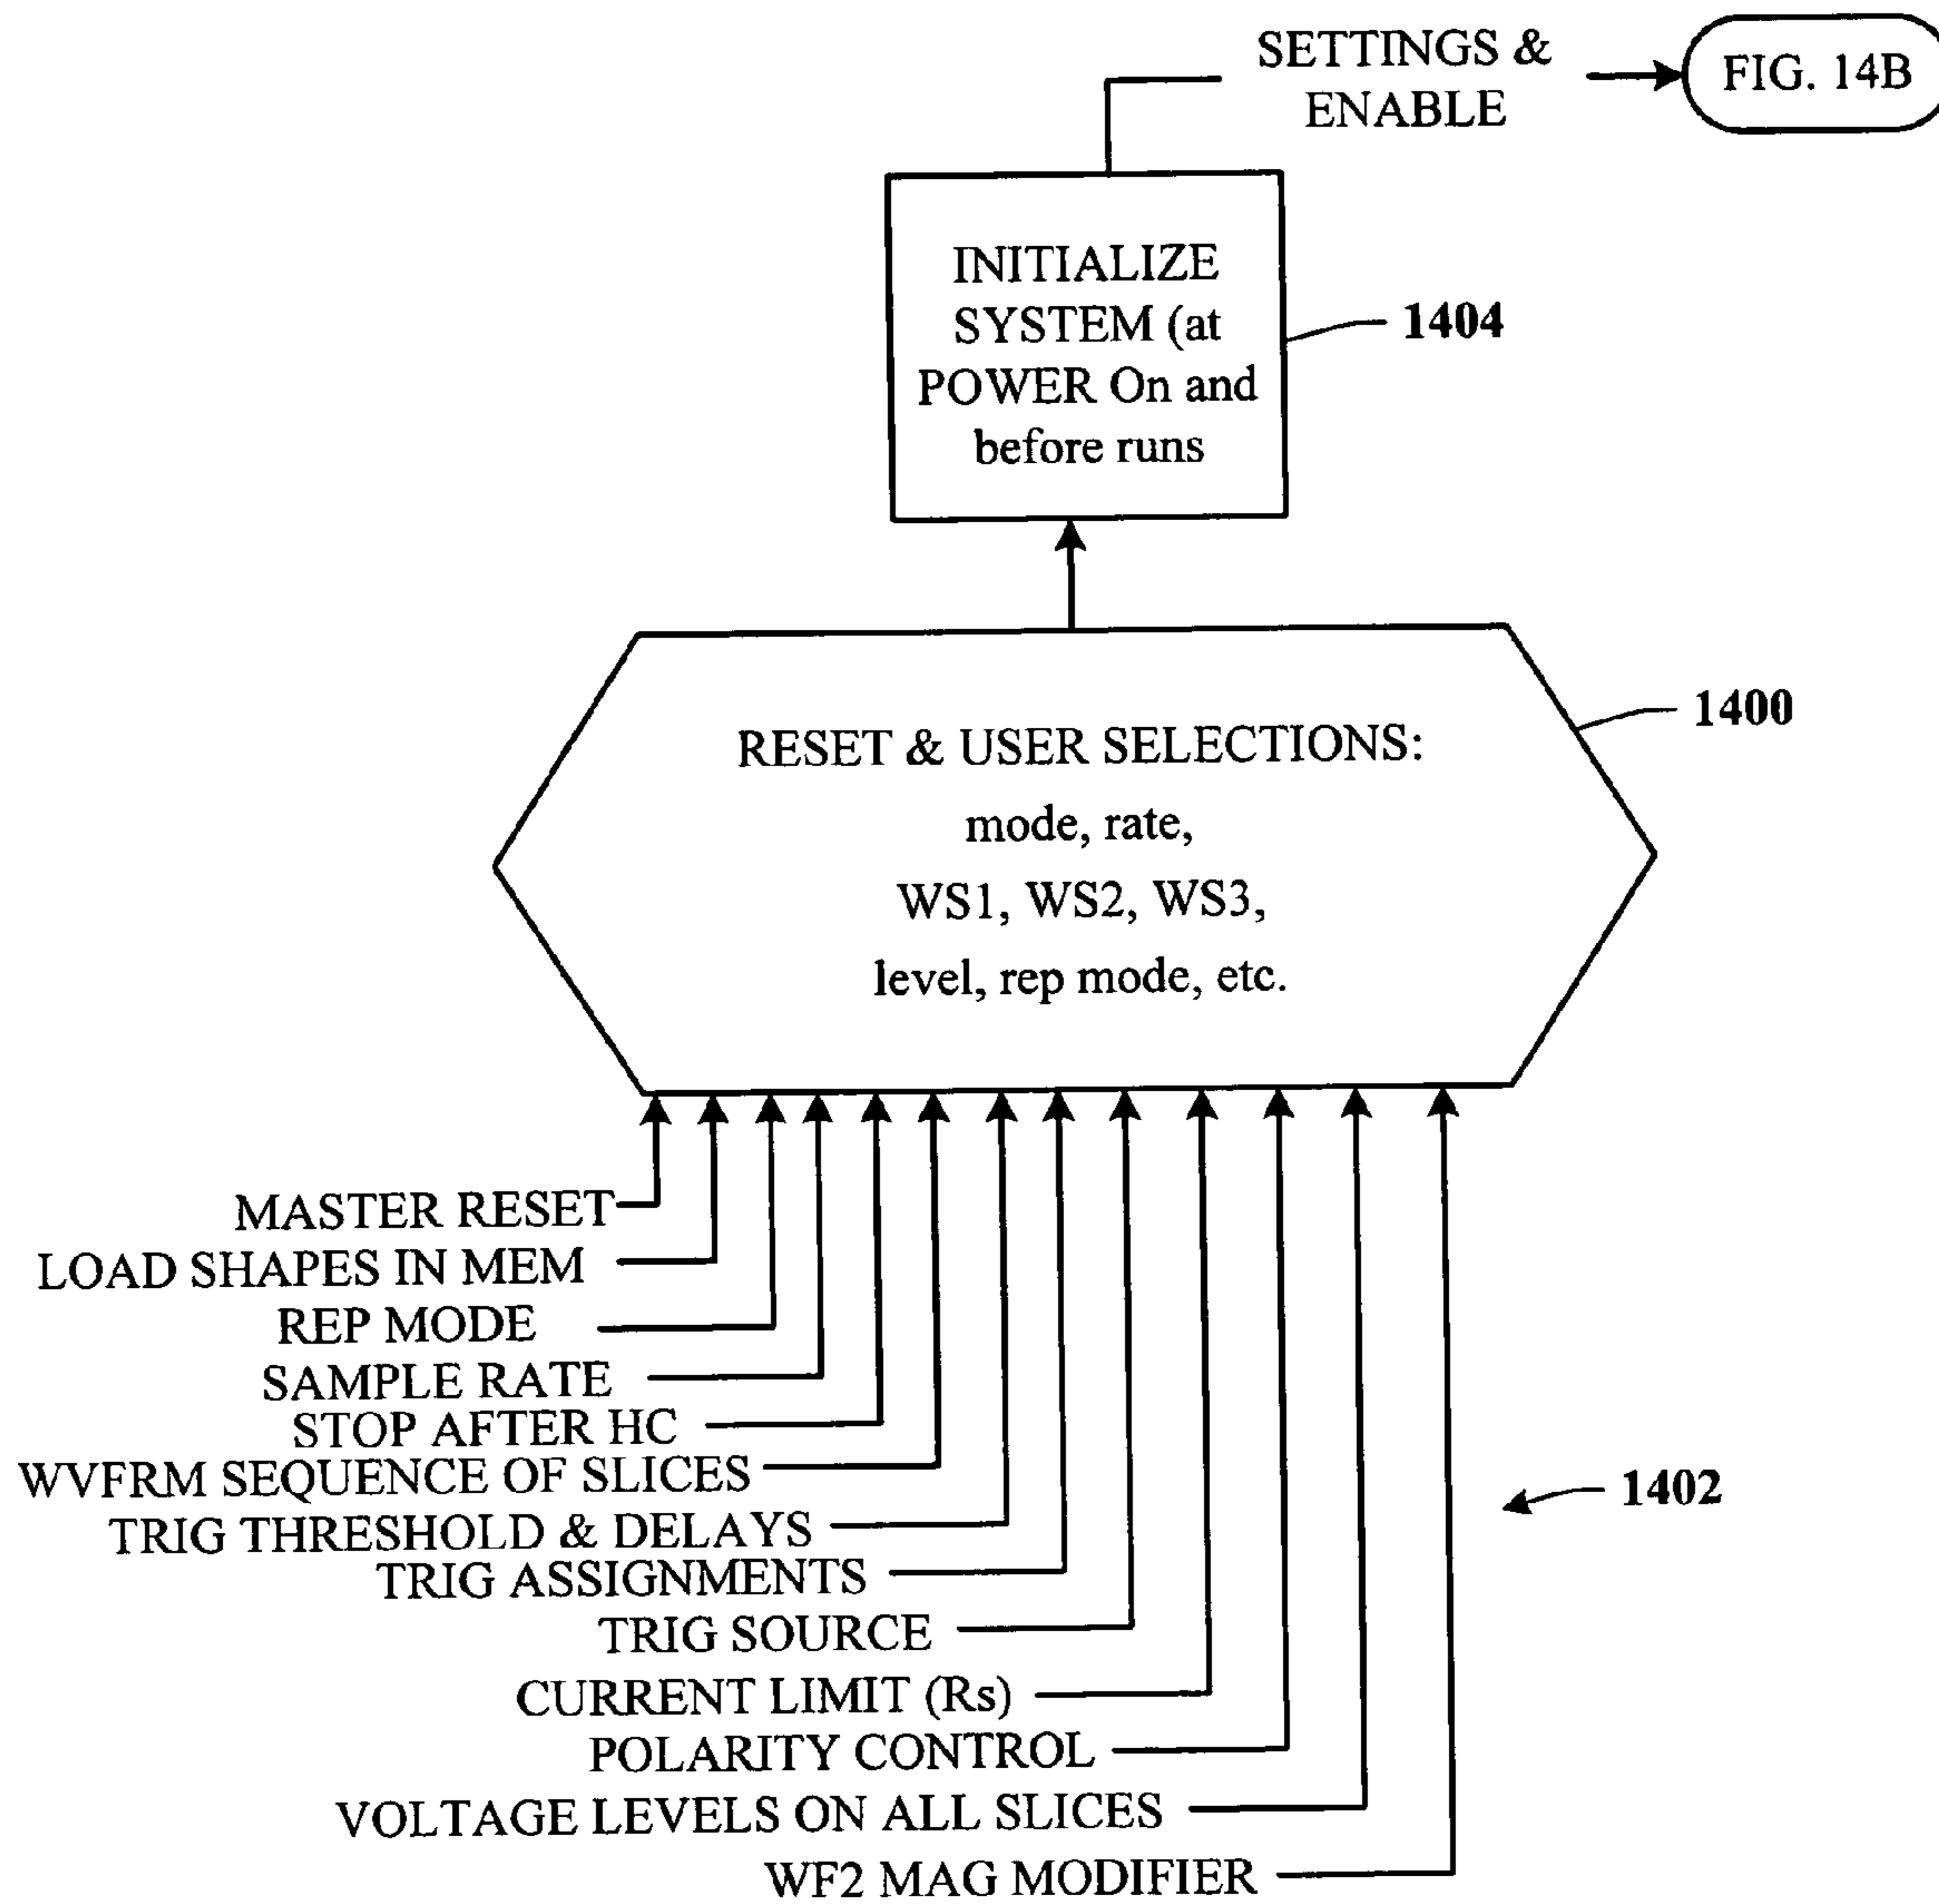 SETTINGS &
ENABLE
FIG. 14B
INITIALIZE
SYSTEM (at
POWER On and
before runs
1404
1400
RESET & USER SELECTIONS:
mode, rate,
WS1, WS2, WS3,
level, rep mode, etc.
MASTER RESET
LOAD SHAPES IN MEM
REP MODE
SAMPLE RATE
STOP AFTER HC
WVFRM SEQUENCE OF SLICES
1402
TRIG THRESHOLD & DELAYS
TRIG ASSIGNMENTS
TRIG SOURCE
CURRENT LIMIT (Rs)
POLARITY CONTROL
VOLTAGE LEVELS ON ALL SLICES
WF2 MAG MODIFIER